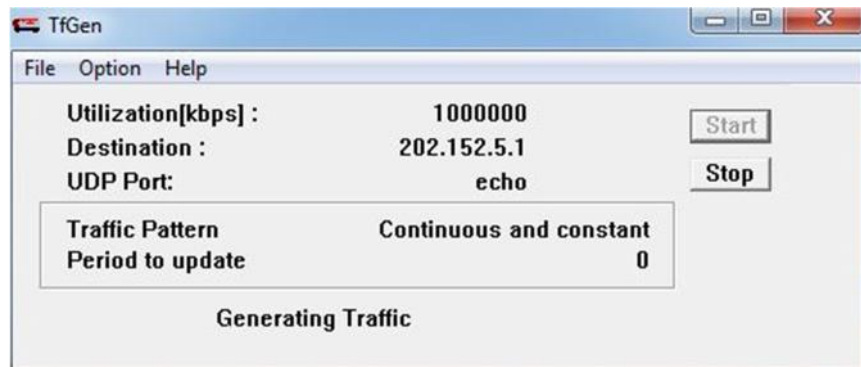 TfGen
File Option Help
Utilization[kbps] : 1000000
Destination : 202.152.5.1
UDP Port: echo
Start
Stop
Traffic Pattern Continuous and constant
Period to update 0
Generating Traffic